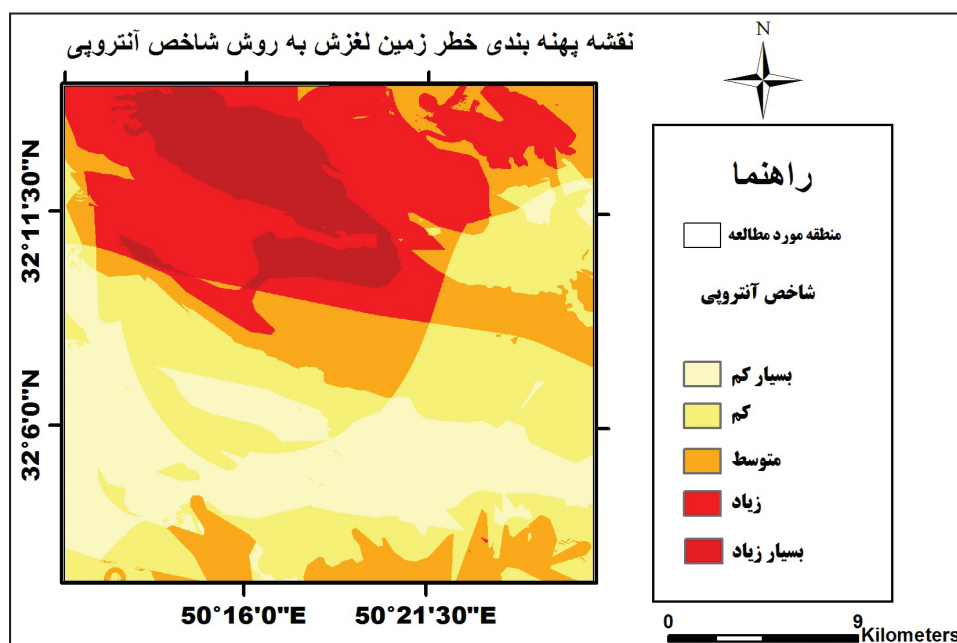 نقشه پهنه بندی خطر زمین لغزش به روش شاخص آنتروپی
N
32°11'30"N
32°6'0"N
50°16'0"E 50°21'30"E
راهنما
منطقه مورد مطالعه
شاخص آنتروپی
بسیار کم
کم
متوسط
زیاد
بسیار زیاد
0 9
Kilometers